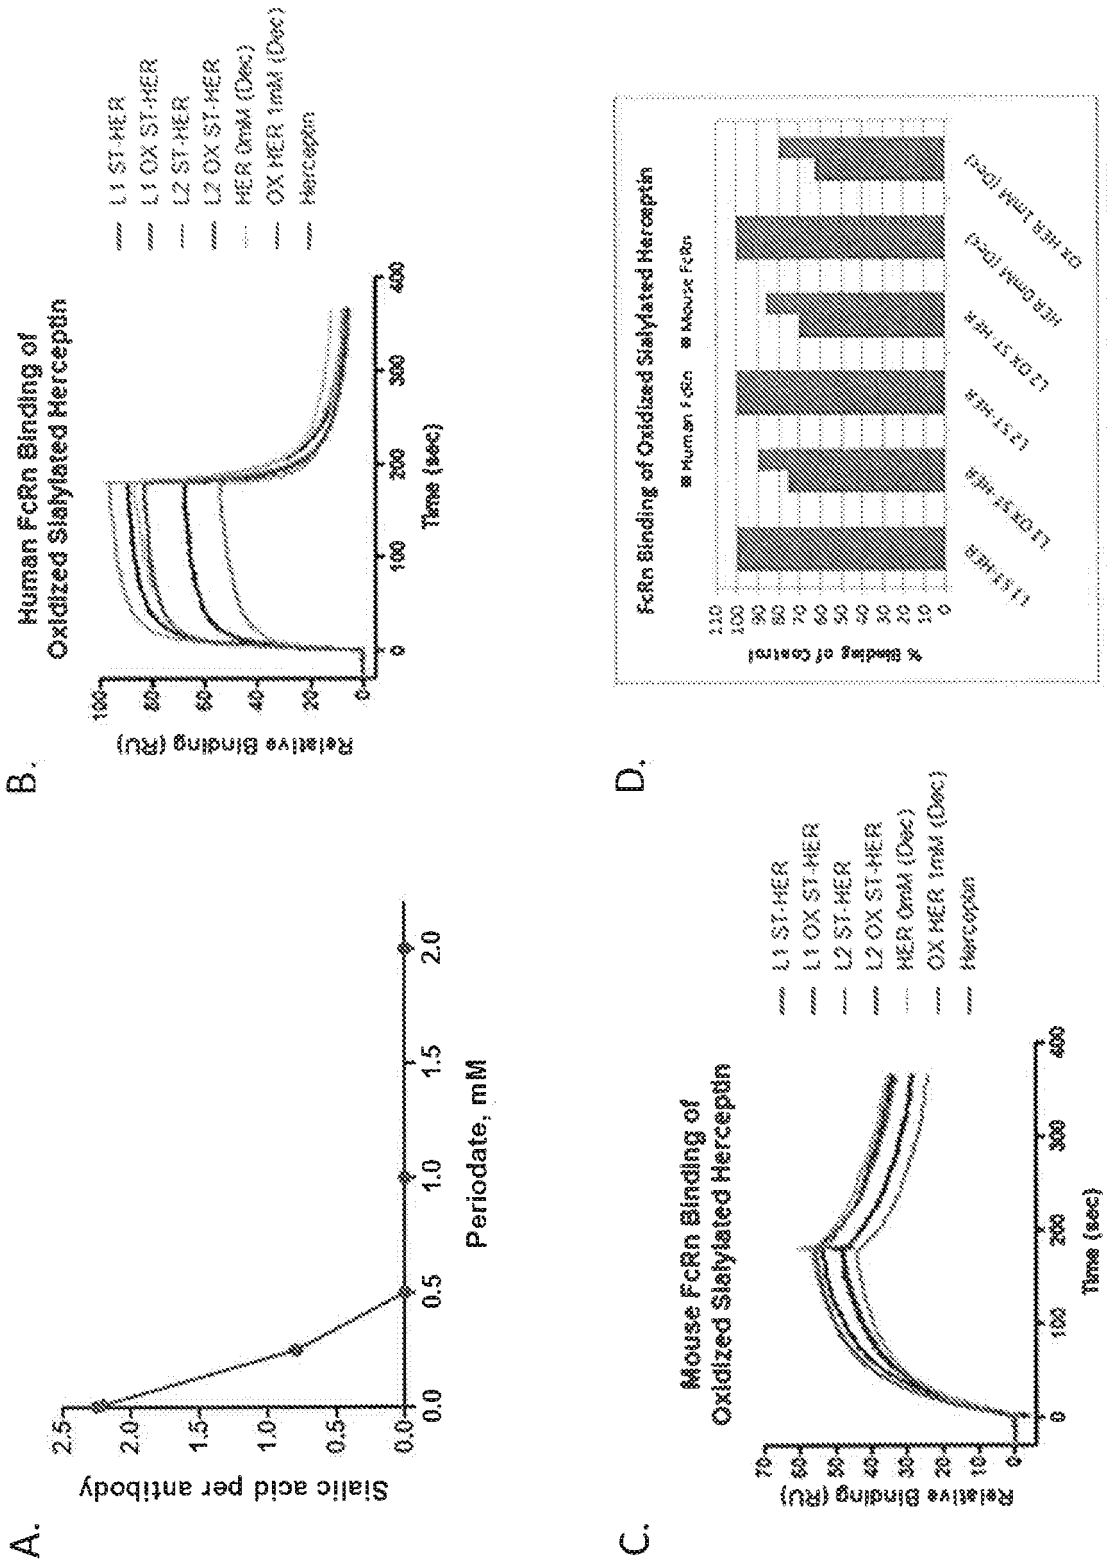 A.
Sialic acid per antibody
2.5
2.0
1.5
1.0
0.5
0.0
0.0
0.5
1.0
1.5
2.0
Periodate, mM
B.
Human FcRn Binding of
Oxidized Sialylated Herceptin
Relative Binding (RU)
100
80
60
40
20
0
0
100
200
300
400
Time (sec)
L1 ST-HER
L1 OX ST-HER
L2 ST-HER
L2 OX ST-HER
HER 0mM (Dec)
OX HER 1mM (Dec)
Herceptin
C.
Mouse FcRn Binding of
Oxidized Sialylated Herceptin
Relative Binding (RU)
70
60
50
40
30
20
10
0
0
100
200
300
400
Time (sec)
L1 ST-HER
L1 OX ST-HER
L2 ST-HER
L2 OX ST-HER
HER 0mM (Dec)
OX HER 1mM (Dec)
Herceptin
D.
FcRn Binding of Oxidized Sialylated Herceptin
Human FcRn Mouse FcRn
% Binding of Control
110
100
90
80
70
60
50
40
30
20
10
0
L1 ST-HER
L1 OX ST-HER
L2 ST-HER
L2 OX ST-HER
HER 0mM (Dec)
OX HER 1mM (Dec)